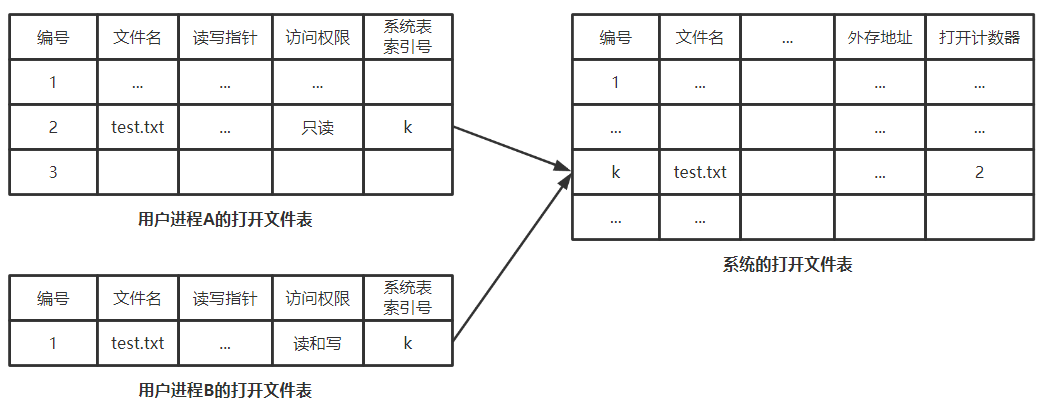 编号 文件名 读写指针 访问权限 系统表
索引号
1 ... ... ...
2 test.txt ... 只读 k
3
用户进程A的打开文件表
编号 文件名 读写指针 访问权限 系统表
索引号
1 test.txt ... 读和写 k
用户进程B的打开文件表
编号 文件名 ... 外存地址 打开计数器
1 ... ... ...
... ... ...
k test.txt ... 2
... ... ...
系统的打开文件表